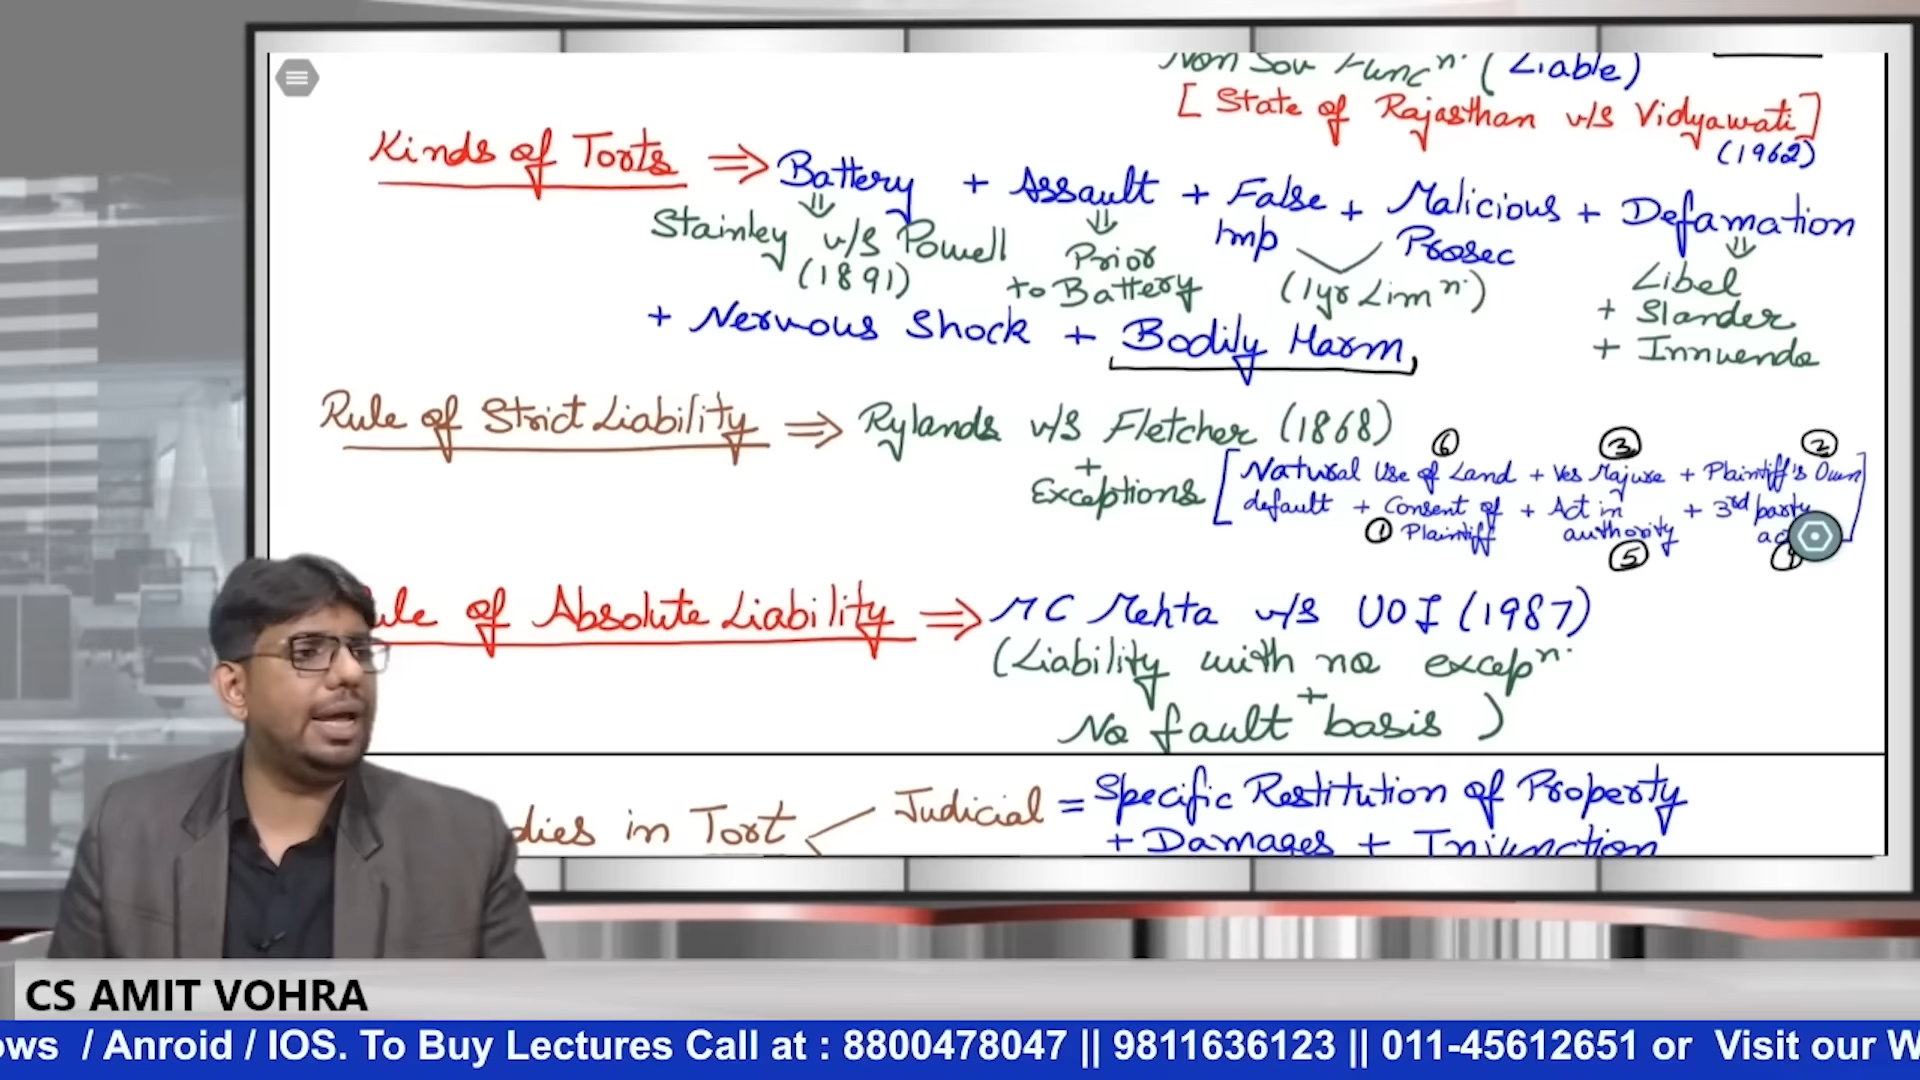 Non Sov Funcⁿ. (Liable)
[State of Rajasthan v/s Vidyawati]
(1962)
Kinds of Torts ⇒ Battery + Assault + False Imp + Malicious Prosec + Defamation
Stainley v/s Powell (1891)
Prior to Battery
(1yr Limⁿ.)
Libel
+ Slander
+ Innuendo
+ Nervous Shock + Bodily Harm
Rule of Strict Liability ⇒ Rylands v/s Fletcher (1868)
+
Exceptions
⑥ ③ ②
[Natural Use of Land + Ves Majure + Plaintiff's Own
default + Consent of Plaintiff + Act in authority + 3rd party
① ⑤
Rule of Absolute Liability ⇒ MC Mehta v/s UOI (1987)
(Liability with no excepⁿ.
+
No fault basis)
dies in Tort
Judicial = Specific Restitution of Property
+ Damages + Injunction
CS AMIT VOHRA
ows / Anroid / IOS. To Buy Lectures Call at : 8800478047 || 9811636123 || 011-45612651 or Visit our W